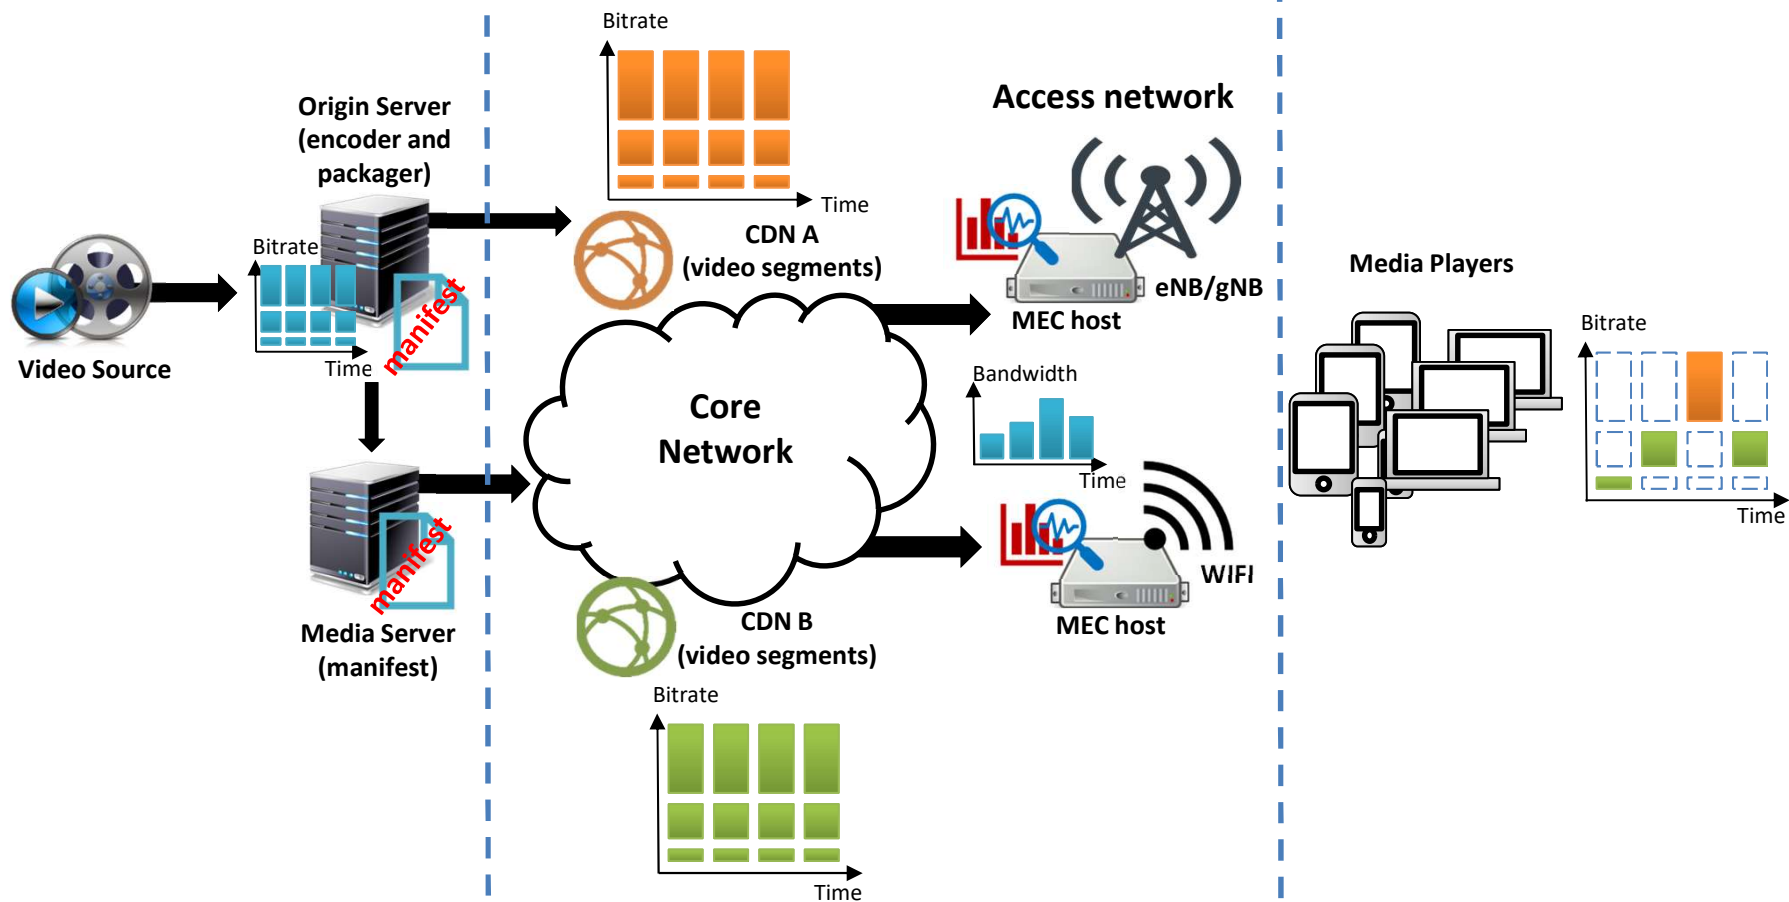 Bitrate
Time
Origin Server
(encoder and
packager)
Bitrate
Time
manifest
Video Source
manifest
Media Server
(manifest)
CDN A
(video segments)
Core
Network
CDN B
(video segments)
Bitrate
Time
Access network
eNB/gNB
MEC host
Bandwidth
Time
WIFI
MEC host
Media Players
Bitrate
Time